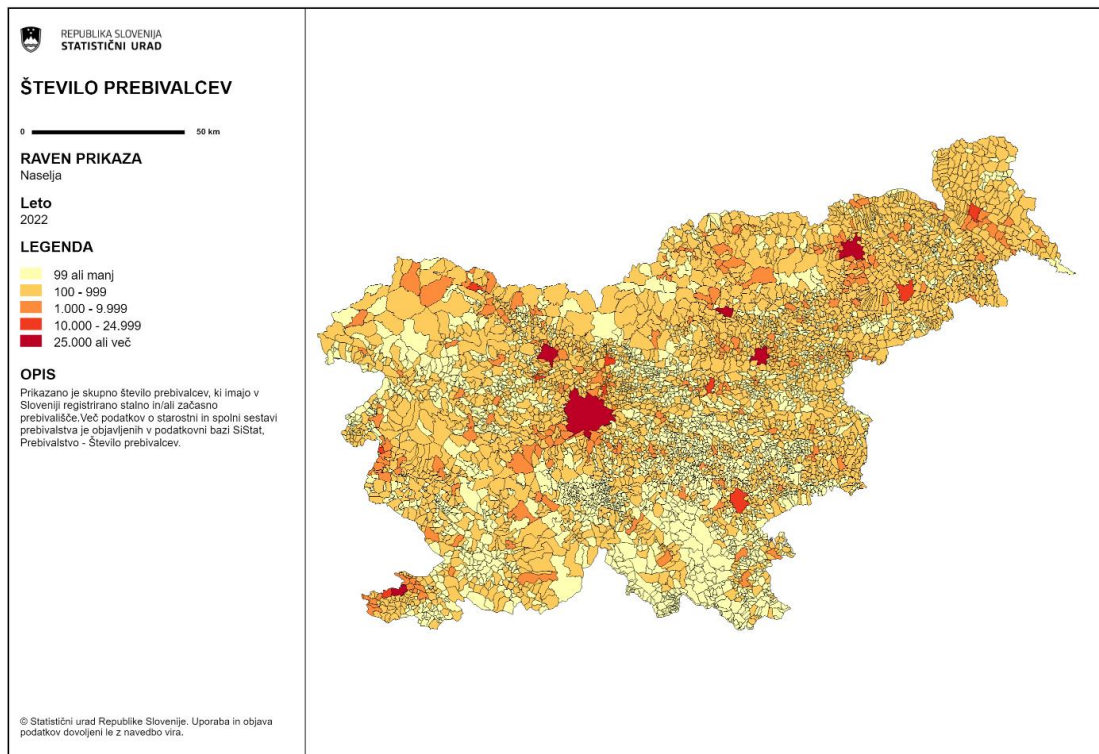 REPUBLIKA SLOVENIJA
STATISTIČNI URAD
ŠTEVILO PREBIVALCEV
0 50 km
RAVEN PRIKAZA
Naselja
Leto
2022
LEGENDA
99 ali manj
100 - 999
1.000 - 9.999
10.000 - 24.999
25.000 ali več
OPIS
Prikazano je skupno število prebivalcev, ki imajo v
Sloveniji registrirano stalno in/ali začasno
prebivališče.Več podatkov o starostni in spolni sestavi
prebivalstva je objavljenih v podatkovni bazi SiStat,
Prebivalstvo - Število prebivalcev.
© Statistični urad Republike Slovenije. Uporaba in objava
podatkov dovoljeni le z navedbo vira.